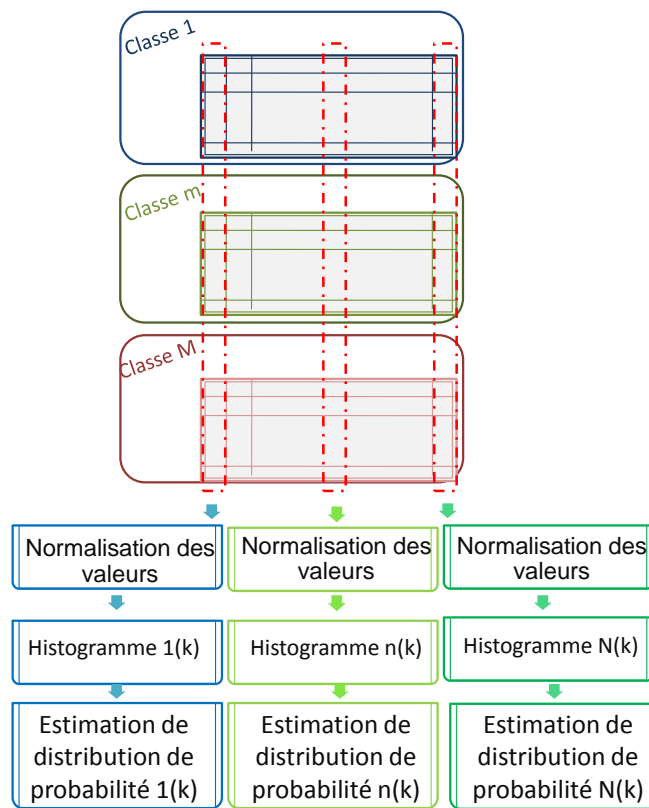 Classe 1
Classe m
Classe M
Normalisation des
valeurs
Normalisation des
valeurs
Normalisation des
valeurs
Histogramme 1(k)
Histogramme n(k)
Histogramme N(k)
Estimation de
distribution de
probabilité 1(k)
Estimation de
distribution de
probabilité n(k)
Estimation de
distribution de
probabilité N(k)